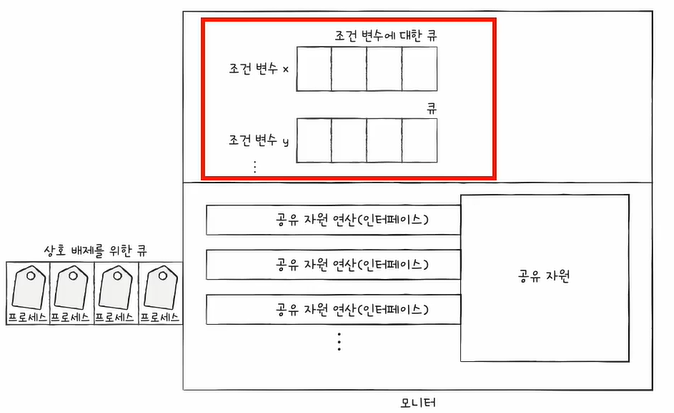 조건 변수에 대한 큐
조건 변수 x
큐
조건 변수 y
공유 자원 연산(인터페이스)
공유 자원 연산(인터페이스)
공유 자원 연산(인터페이스)
공유 자원
상호 배제를 위한 큐
프로세스 프로세스 프로세스 프로세스
모니터